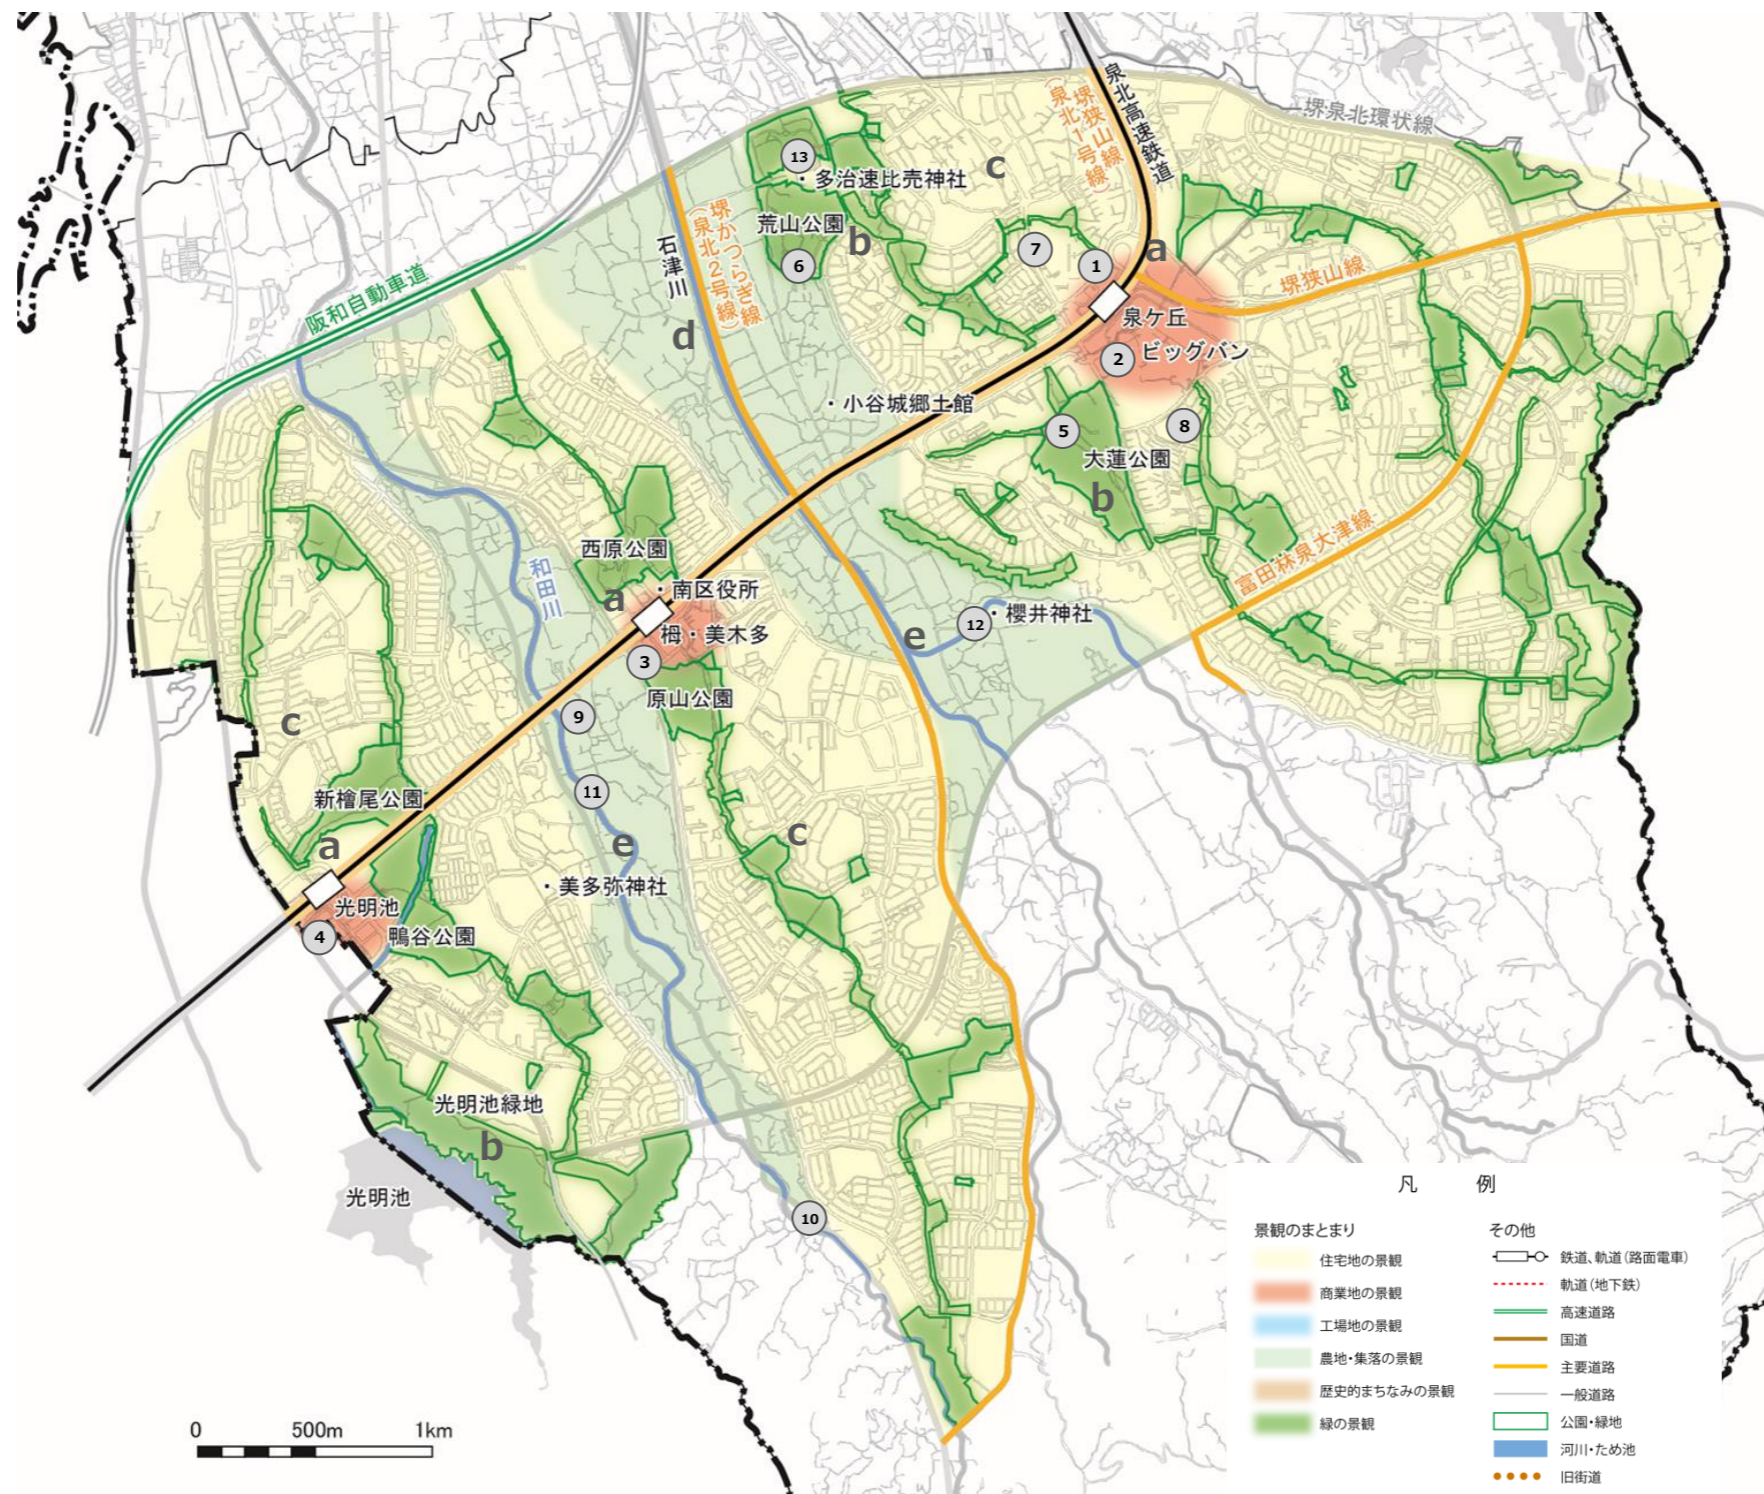 堺泉北環状線
泉北高速鉄道
堺狭山線
(泉北1号線)
13
・多治速比売神社
c
荒山公園
b
6
7
1
a
石津川
堺かつらぎ線
(泉北2号線)
阪和自動車道
堺狭山線
泉ケ丘
d
2
ビッグバン
・小谷城郷土館
5
8
大蓮公園
b
富田林泉大津線
西原公園
和田川
a
・南区役所
栂・美木多
3
原山公園
e
12
・櫻井神社
c
9
11
新檜尾公園
a
c
e
・美多弥神社
光明池
4
鴨谷公園
光明池緑地
b
光明池
10
0 500m 1km
凡 例
景観のまとまり
住宅地の景観
商業地の景観
工場地の景観
農地・集落の景観
歴史的まちなみの景観
緑の景観
その他
鉄道、軌道(路面電車)
軌道(地下鉄)
高速道路
国道
主要道路
一般道路
公園・緑地
河川・ため池
旧街道